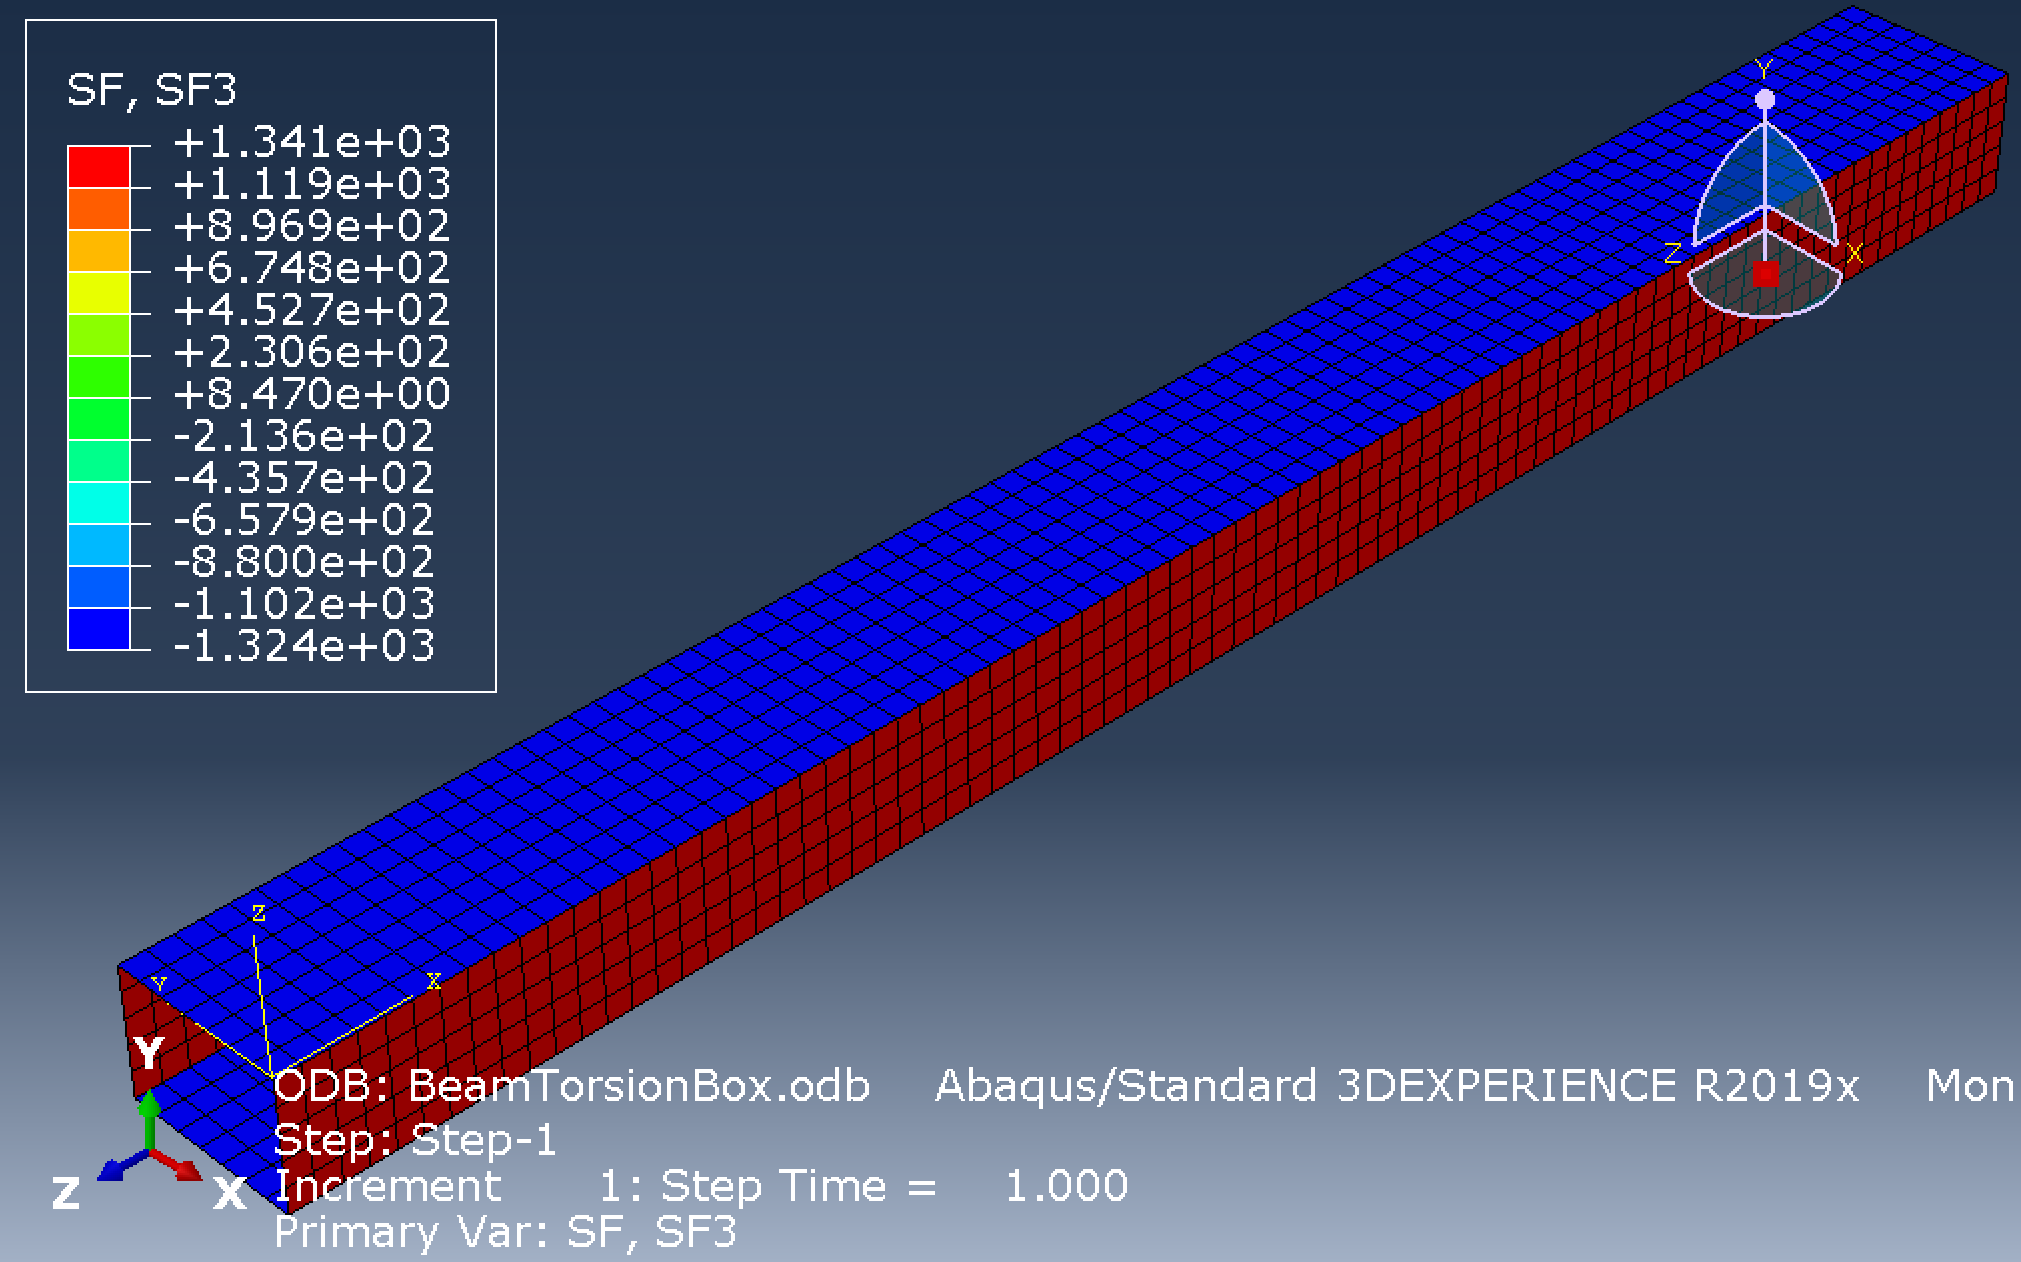 SF, SF3
+1.341e+03
+1.119e+03
+8.969e+02
+6.748e+02
+4.527e+02
+2.306e+02
+8.470e+00
-2.136e+02
-4.357e+02
-6.579e+02
-8.800e+02
-1.102e+03
-1.324e+03
Y
Z X
Z
Y X
Y
Z X
ODB: BeamTorsionBox.odb Abaqus/Standard 3DEXPERIENCE R2019x Mon
Step: Step-1
Increment 1: Step Time = 1.000
Primary Var: SF, SF3